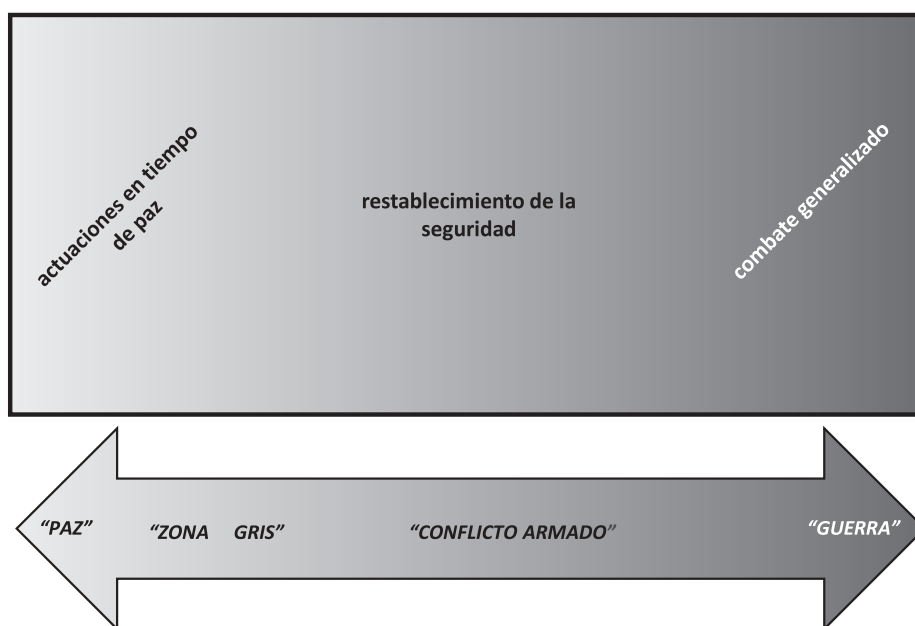 actuaciones en tiempo
de paz
restablecimiento de la
seguridad
combate generalizado
“PAZ”
“ZONA GRIS”
“CONFLICTO ARMADO”
“GUERRA”